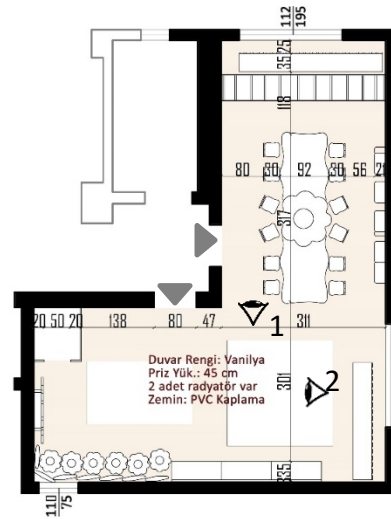 112
195
35 25
118
80 30 92 30 56 2
317
1
20 50 20 138 80 47 311
Duvar Rengi: Vanilya
Priz Yük.: 45 cm
2 adet radyatör var
Zemin: PVC Kaplama
301
2
335
110
75